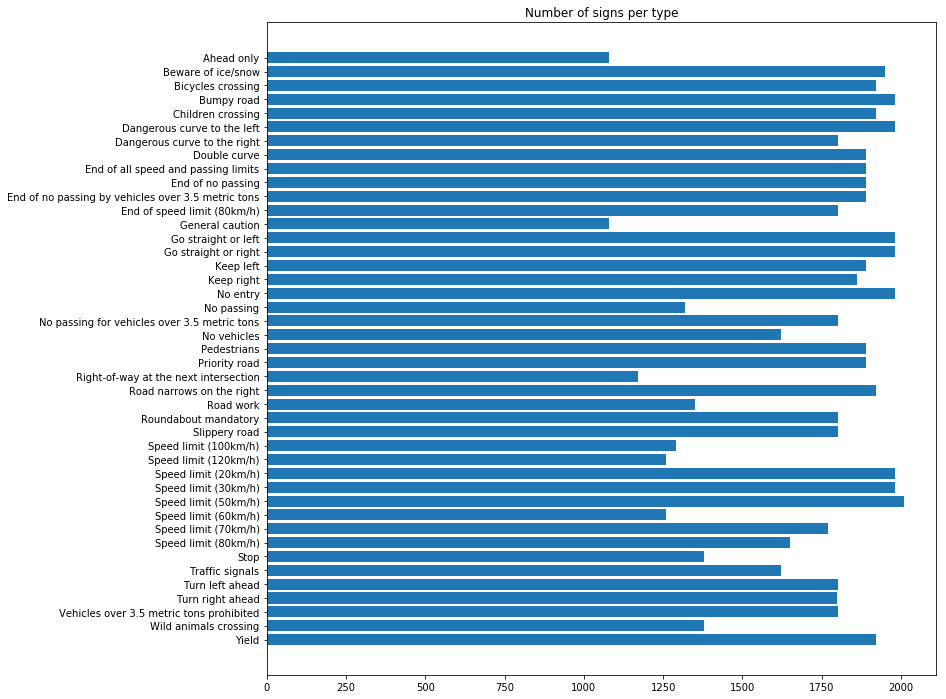 Number of signs per type
Ahead only
Beware of ice/snow
Bicycles crossing
Bumpy road
Children crossing
Dangerous curve to the left
Dangerous curve to the right
Double curve
End of all speed and passing limits
End of no passing
End of no passing by vehicles over 3.5 metric tons
End of speed limit (80km/h)
General caution
Go straight or left
Go straight or right
Keep left
Keep right
No entry
No passing
No passing for vehicles over 3.5 metric tons
No vehicles
Pedestrians
Priority road
Right-of-way at the next intersection
Road narrows on the right
Road work
Roundabout mandatory
Slippery road
Speed limit (100km/h)
Speed limit (120km/h)
Speed limit (20km/h)
Speed limit (30km/h)
Speed limit (50km/h)
Speed limit (60km/h)
Speed limit (70km/h)
Speed limit (80km/h)
Stop
Traffic signals
Turn left ahead
Turn right ahead
Vehicles over 3.5 metric tons prohibited
Wild animals crossing
Yield
0 250 500 750 1000 1250 1500 1750 2000